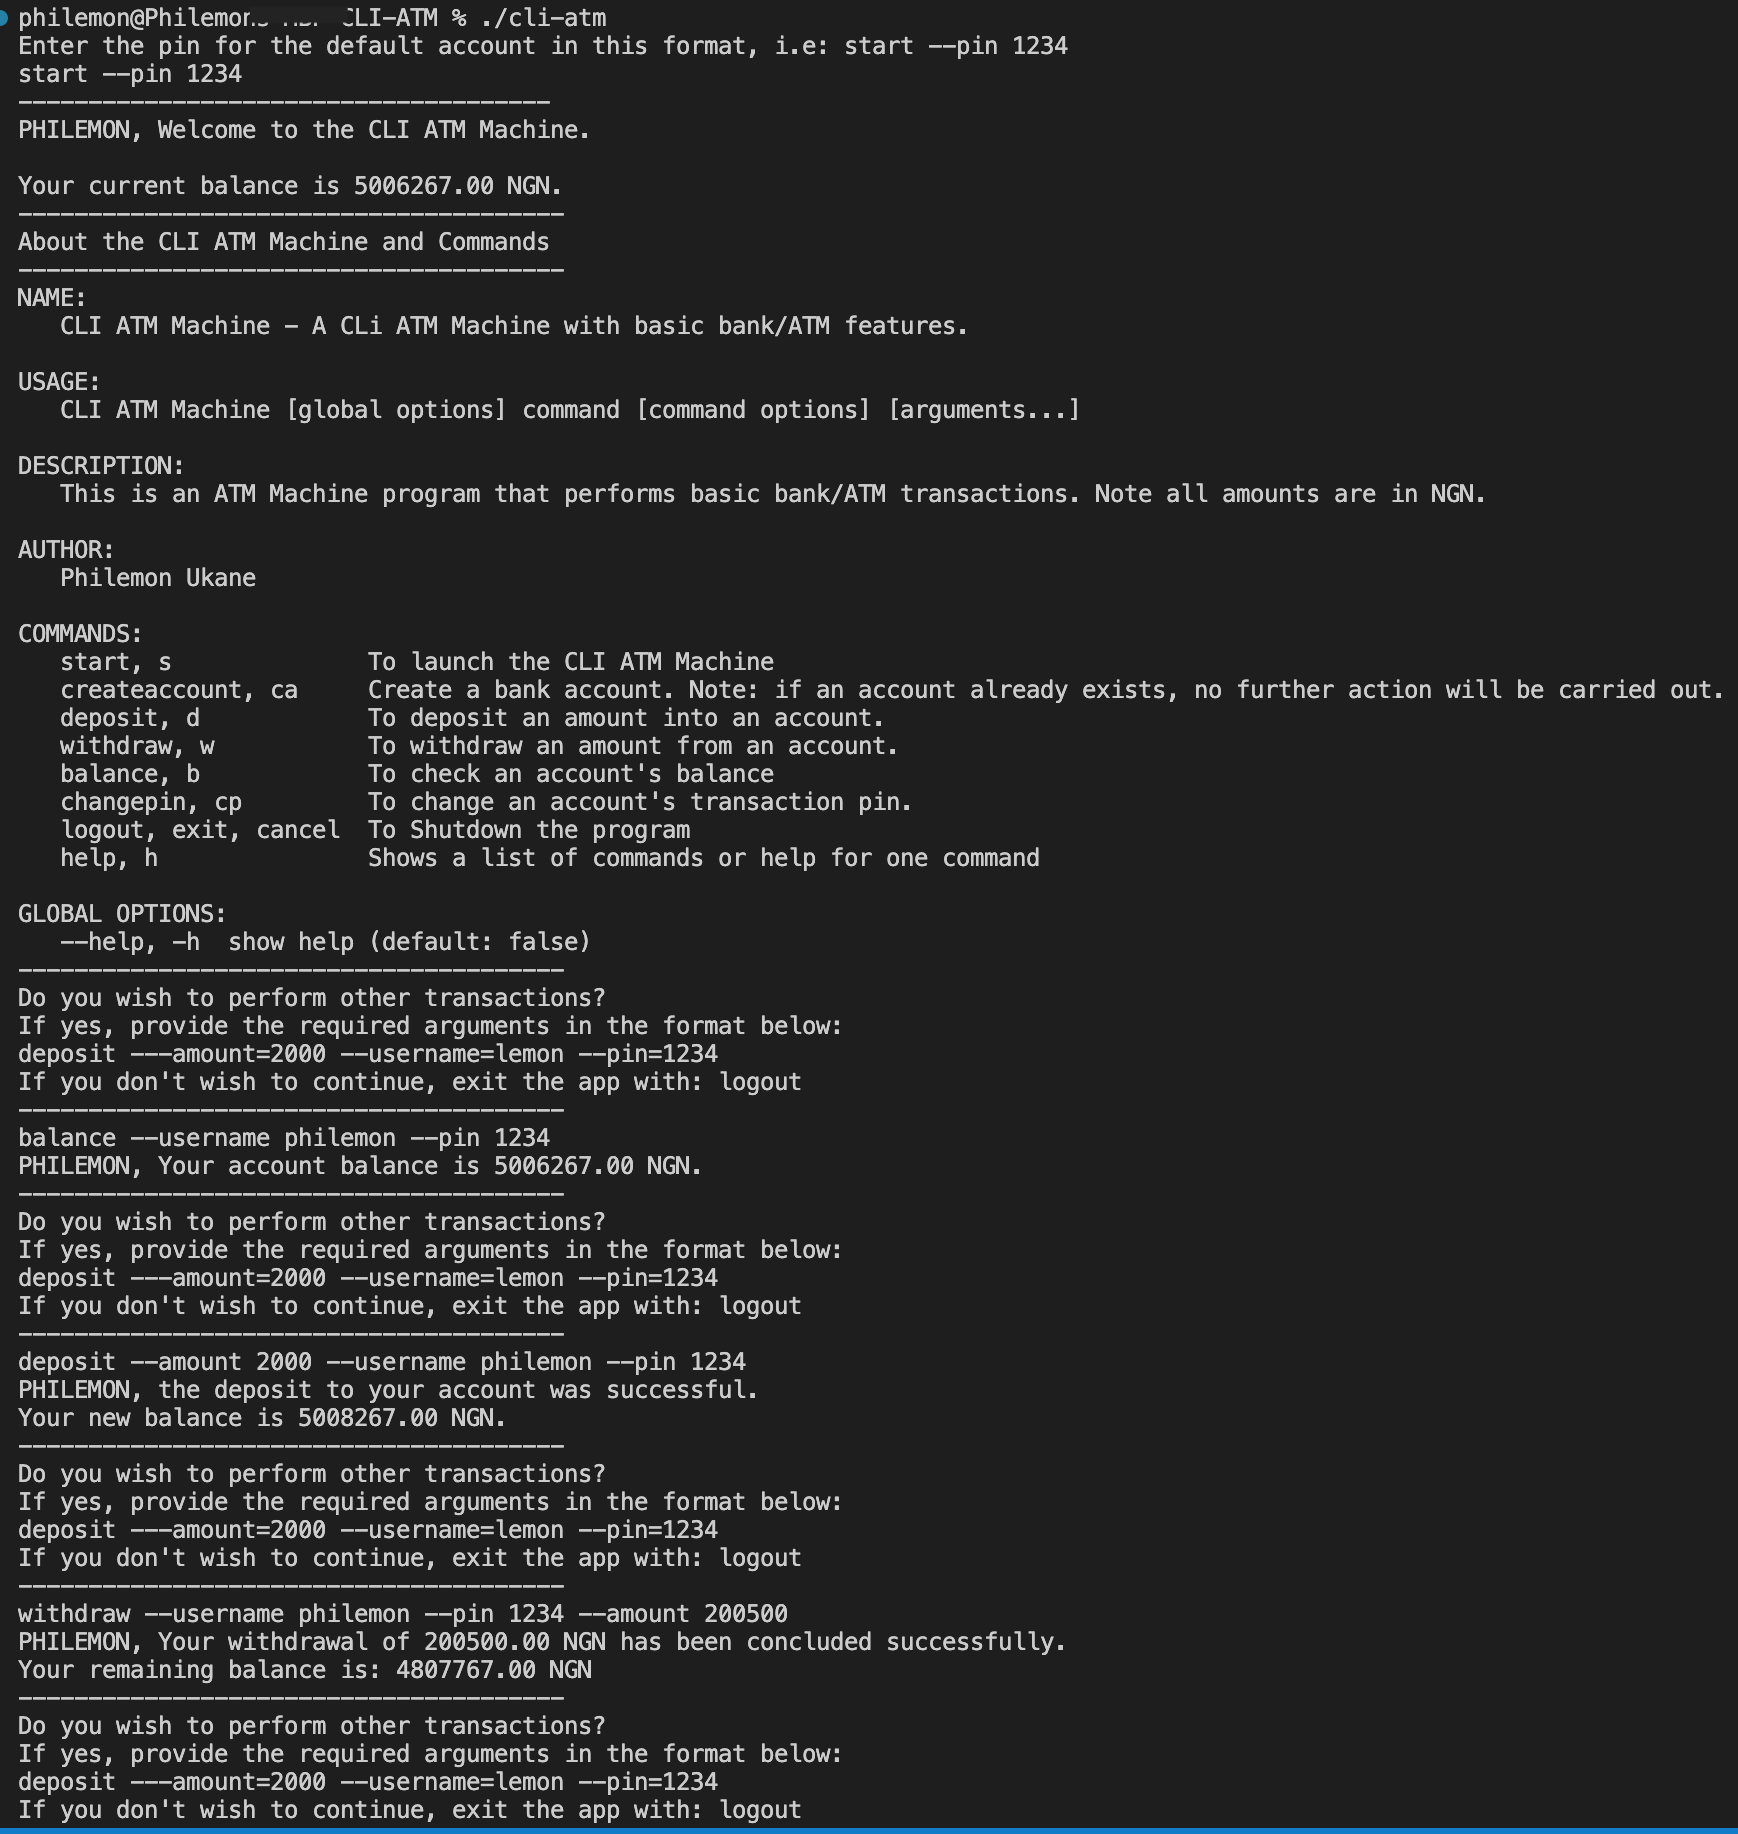 philemon@Philemon CLI-ATM % ./cli-atm
Enter the pin for the default account in this format, i.e: start --pin 1234
start --pin 1234
--------------------------------------
PHILEMON, Welcome to the CLI ATM Machine.
Your current balance is 5006267.00 NGN.
---------------------------------------
About the CLI ATM Machine and Commands
---------------------------------------
NAME:
   CLI ATM Machine - A CLi ATM Machine with basic bank/ATM features.
USAGE:
   CLI ATM Machine [global options] command [command options] [arguments...]
DESCRIPTION:
   This is an ATM Machine program that performs basic bank/ATM transactions. Note all amounts are in NGN.
AUTHOR:
   Philemon Ukane
COMMANDS:
   start, s              To launch the CLI ATM Machine
   createaccount, ca     Create a bank account. Note: if an account already exists, no further action will be carried out.
   deposit, d            To deposit an amount into an account.
   withdraw, w           To withdraw an amount from an account.
   balance, b            To check an account's balance
   changepin, cp         To change an account's transaction pin.
   logout, exit, cancel  To Shutdown the program
   help, h               Shows a list of commands or help for one command
GLOBAL OPTIONS:
   --help, -h  show help (default: false)
---------------------------------------
Do you wish to perform other transactions?
If yes, provide the required arguments in the format below:
deposit ---amount=2000 --username=lemon --pin=1234
If you don't wish to continue, exit the app with: logout
---------------------------------------
balance --username philemon --pin 1234
PHILEMON, Your account balance is 5006267.00 NGN.
---------------------------------------
Do you wish to perform other transactions?
If yes, provide the required arguments in the format below:
deposit ---amount=2000 --username=lemon --pin=1234
If you don't wish to continue, exit the app with: logout
---------------------------------------
deposit --amount 2000 --username philemon --pin 1234
PHILEMON, the deposit to your account was successful.
Your new balance is 5008267.00 NGN.
---------------------------------------
Do you wish to perform other transactions?
If yes, provide the required arguments in the format below:
deposit ---amount=2000 --username=lemon --pin=1234
If you don't wish to continue, exit the app with: logout
---------------------------------------
withdraw --username philemon --pin 1234 --amount 200500
PHILEMON, Your withdrawal of 200500.00 NGN has been concluded successfully.
Your remaining balance is: 4807767.00 NGN
---------------------------------------
Do you wish to perform other transactions?
If yes, provide the required arguments in the format below:
deposit ---amount=2000 --username=lemon --pin=1234
If you don't wish to continue, exit the app with: logout